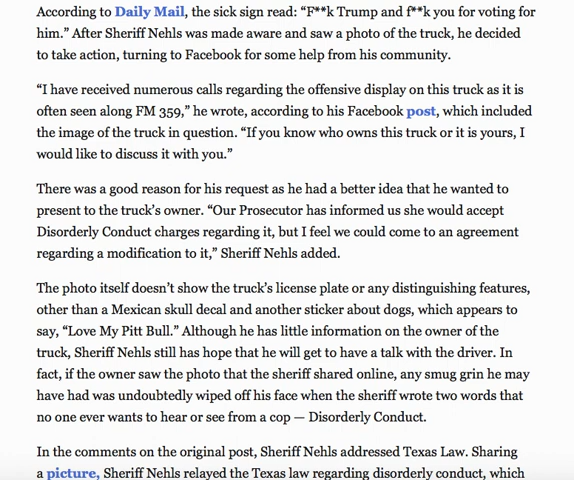 According to Daily Mail, the sick sign read: “F**k Trump and f**k you for voting for
him.” After Sheriff Nehls was made aware and saw a photo of the truck, he decided
to take action, turning to Facebook for some help from his community.
“I have received numerous calls regarding the offensive display on this truck as it is
often seen along FM 359,” he wrote, according to his Facebook post, which included
the image of the truck in question. “If you know who owns this truck or it is yours, I
would like to discuss it with you.”
There was a good reason for his request as he had a better idea that he wanted to
present to the truck’s owner. “Our Prosecutor has informed us she would accept
Disorderly Conduct charges regarding it, but I feel we could come to an agreement
regarding a modification to it,” Sheriff Nehls added.
The photo itself doesn’t show the truck’s license plate or any distinguishing features,
other than a Mexican skull decal and another sticker about dogs, which appears to
say, “Love My Pitt Bull.” Although he has little information on the owner of the
truck, Sheriff Nehls still has hope that he will get to have a talk with the driver. In
fact, if the owner saw the photo that the sheriff shared online, any smug grin he may
have had was undoubtedly wiped off his face when the sheriff wrote two words that
no one ever wants to hear or see from a cop — Disorderly Conduct.
In the comments on the original post, Sheriff Nehls addressed Texas Law. Sharing
a picture, Sheriff Nehls relayed the Texas law regarding disorderly conduct, which